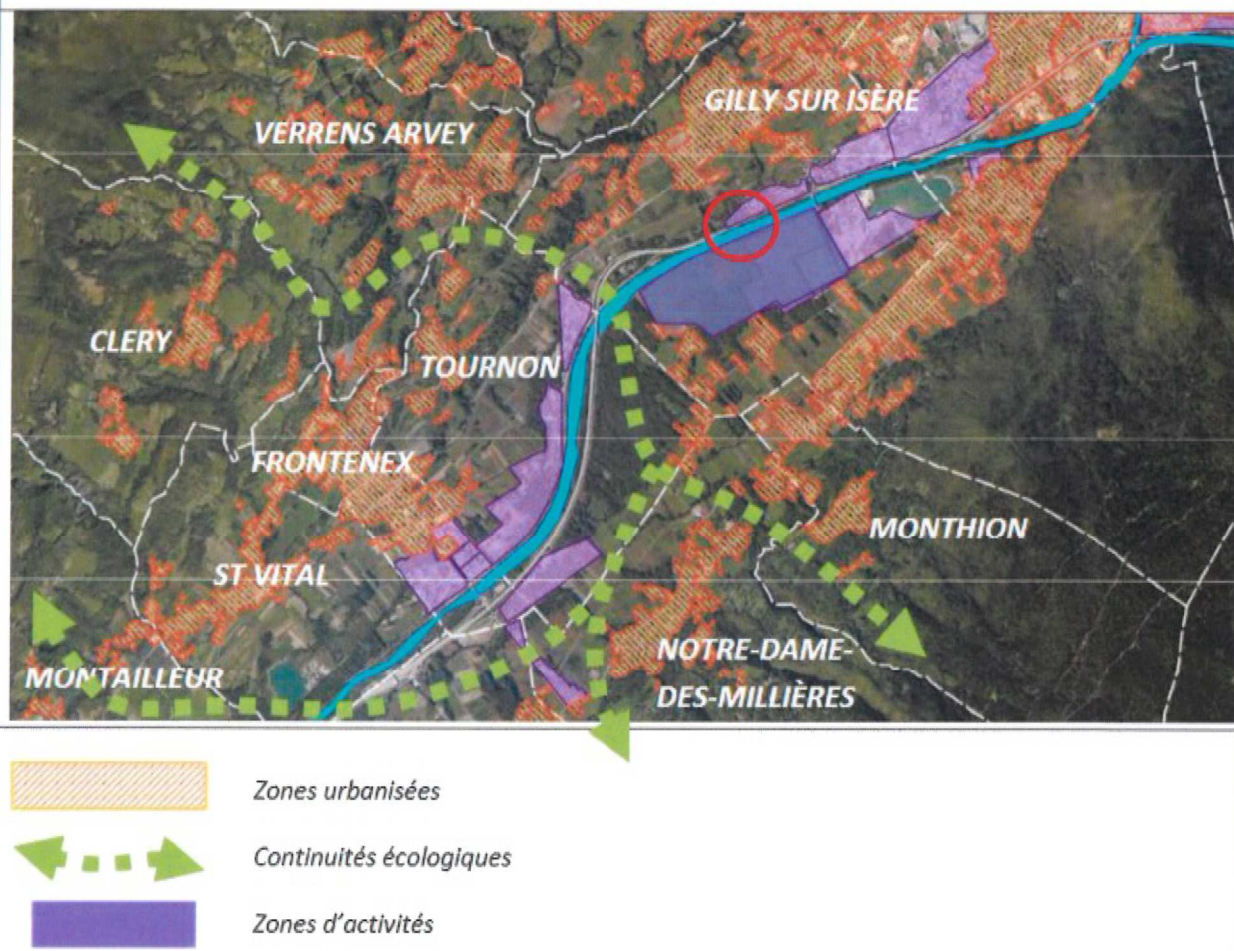 GILLY SUR ISÈRE
VERRENS ARVEY
CLERY
TOURNON
FRONTENEX
MONTHION
ST VITAL
NOTRE-DAME-
DES-MILLIÈRES
MONTAILLEUR
Zones urbanisées
Continuités écologiques
Zones d'activités